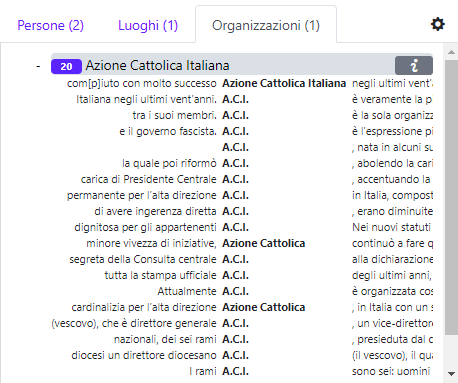 Persone (2) Luoghi (1) Organizzazioni (1)
- 20 Azione Cattolica Italiana i
com[p]iuto con molto successo Azione Cattolica Italiana negli ultimi vent'
Italiana negli ultimi vent'anni. A.C.I. è veramente la p
tra i suoi membri. A.C.I. è la sola organizz
e il governo fascista. A.C.I. è l'espressione pi
A.C.I. , nata in alcuni su
la quale poi riformò A.C.I. , abolendo la cari
carica di Presidente Centrale A.C.I. , accentuando la
permanente per l'alta direzione A.C.I. in Italia, compost
di avere ingerenza diretta A.C.I. , erano diminuite
dignitosa per gli appartenenti A.C.I. Nei nuovi statuti
minore vivezza di iniziative, Azione Cattolica continuò a fare q
segreta della Consulta centrale A.C.I. alla dichiarazione
tutta la stampa ufficiale A.C.I. degli ultimi anni,
Attualmente A.C.I. è organizzata cos
cardinalizia per l'alta direzione Azione Cattolica , in Italia con un s
(vescovo), che è direttore generale A.C.I. , un vice-direttore
nazionali, dei sei rami A.C.I. , presieduta dal c
diocesi un direttore diocesano A.C.I. (il vescovo), il qua
I rami A.C.I. sono sei: uomini